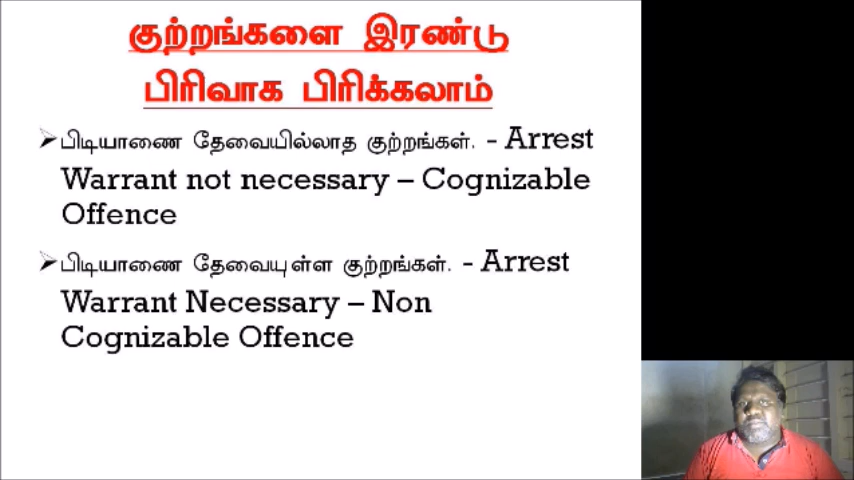 குற்றங்களை இரண்டு
பிரிவாக பிரிக்கலாம்
பிடியாணை தேவையில்லாத குற்றங்கள். - Arrest
Warrant not necessary – Cognizable
Offence
பிடியாணை தேவையுள்ள குற்றங்கள். - Arrest
Warrant Necessary – Non
Cognizable Offence